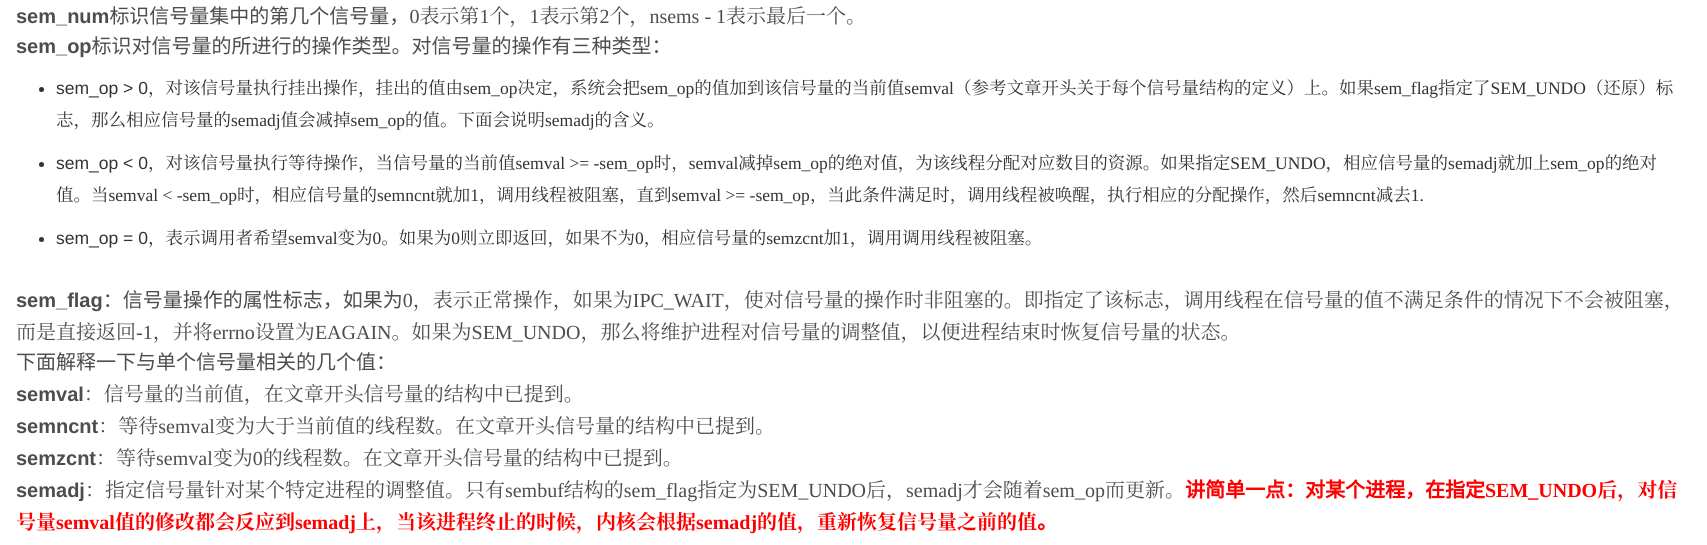 sem_num标识信号量集中的第几个信号量，0表示第1个，1表示第2个，nsems - 1表示最后一个。
sem_op标识对信号量的所进行的操作类型。对信号量的操作有三种类型：
• sem_op > 0，对该信号量执行挂出操作，挂出的值由sem_op决定，系统会把sem_op的值加到该信号量的当前值semval（参考文章开头关于每个信号量结构的定义）上。如果sem_flag指定了SEM_UNDO（还原）标
志，那么相应信号量的semadj值会减掉sem_op的值。下面会说明semadj的含义。
• sem_op < 0，对该信号量执行等待操作，当信号量的当前值semval >= -sem_op时，semval减掉sem_op的绝对值，为该线程分配对应数目的资源。如果指定SEM_UNDO，相应信号量的semadj就加上sem_op的绝对
值。当semval < -sem_op时，相应信号量的semncnt就加1，调用线程被阻塞，直到semval >= -sem_op，当此条件满足时，调用线程被唤醒，执行相应的分配操作，然后semncnt减去1.
• sem_op = 0，表示调用者希望semval变为0。如果为0则立即返回，如果不为0，相应信号量的semzcnt加1，调用调用线程被阻塞。
sem_flag：信号量操作的属性标志，如果为0，表示正常操作，如果为IPC_WAIT，使对信号量的操作时非阻塞的。即指定了该标志，调用线程在信号量的值不满足条件的情况下不会被阻塞，
而是直接返回-1，并将errno设置为EAGAIN。如果为SEM_UNDO，那么将维护进程对信号量的调整值，以便进程结束时恢复信号量的状态。
下面解释一下与单个信号量相关的几个值：
semval：信号量的当前值，在文章开头信号量的结构中已提到。
semncnt：等待semval变为大于当前值的线程数。在文章开头信号量的结构中已提到。
semzcnt：等待semval变为0的线程数。在文章开头信号量的结构中已提到。
semadj：指定信号量针对某个特定进程的调整值。只有sembuf结构的sem_flag指定为SEM_UNDO后，semadj才会随着sem_op而更新。讲简单一点：对某个进程，在指定SEM_UNDO后，对信
号量semval值的修改都会反应到semadj上，当该进程终止的时候，内核会根据semadj的值，重新恢复信号量之前的值。